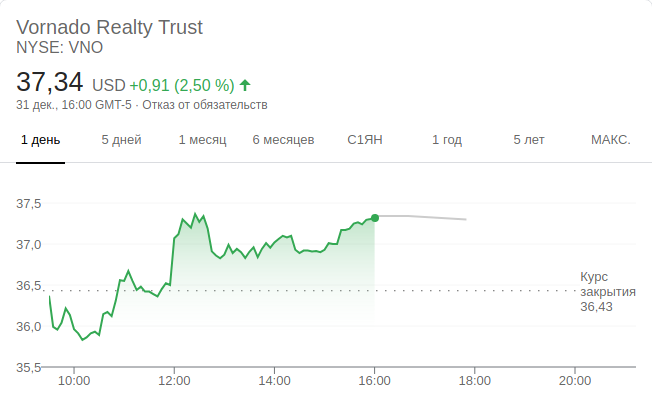 Vornado Realty Trust
NYSE: VNO
37,34 USD +0,91 (2,50 %)
31 дек., 16:00 GMT-5 · Отказ от обязательств
1 день 5 дней 1 месяц 6 месяцев С1ЯН 1 год 5 лет МАКС.
37,5
37,0
36,5
36,0
35,5
Курс
закрытия
36,43
10:00 12:00 14:00 16:00 18:00 20:00